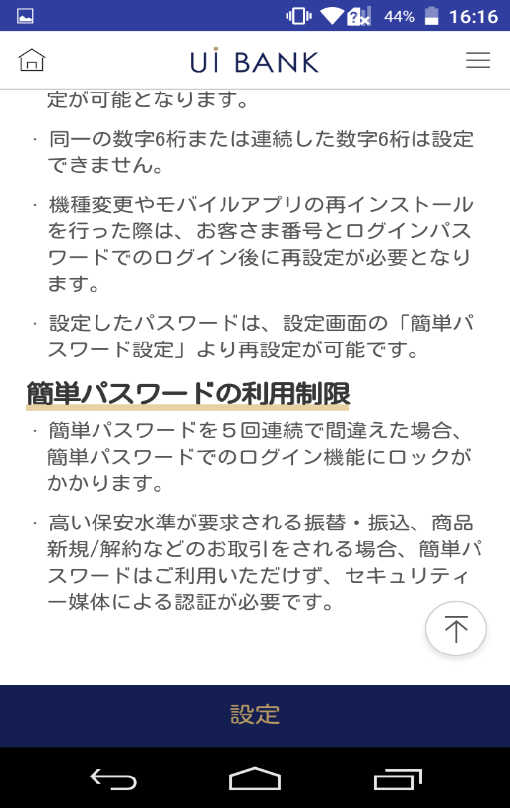 44% 16:16
Ui BANK
定が可能となります。
· 同一の数字6桁または連続した数字6桁は設定
できません。
· 機種変更やモバイルアプリの再インストール
を行った際は、お客さま番号とログインパス
ワードでのログイン後に再設定が必要となり
ます。
· 設定したパスワードは、設定画面の「簡単パ
スワード設定」より再設定が可能です。
簡単パスワードの利用制限
· 簡単パスワードを５回連続で間違えた場合、
簡単パスワードでのログイン機能にロックが
かかります。
· 高い保安水準が要求される振替・振込、商品
新規/解約などのお取引をされる場合、簡単パ
スワードはご利用いただけず、セキュリティ
ー媒体による認証が必要です。
設定